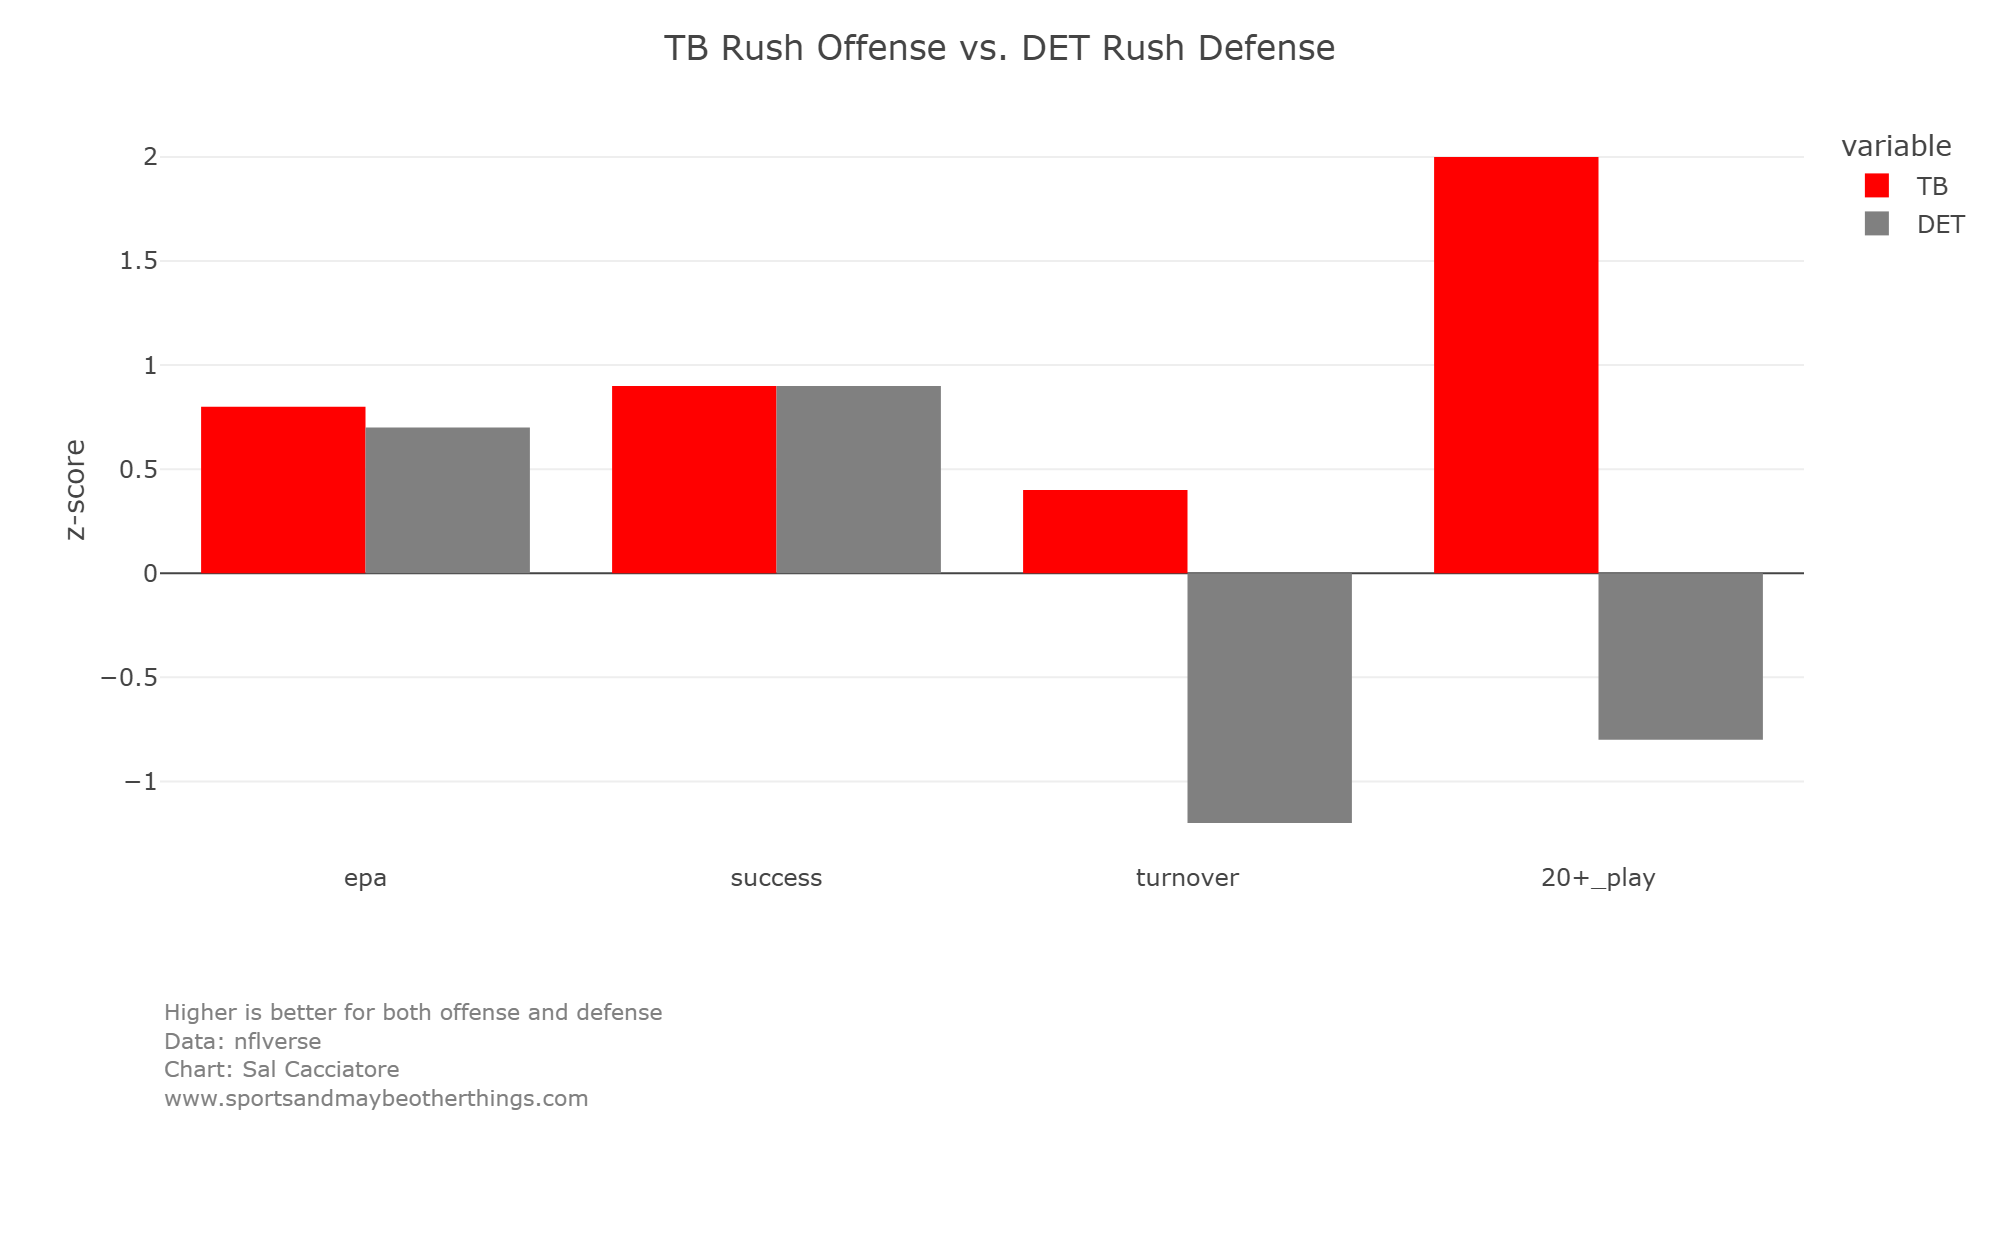 TB Rush Offense vs. DET Rush Defense
variable
TB
DET
z-score
2
1.5
1
0.5
0
−0.5
−1
epa
success
turnover
20+_play
Higher is better for both offense and defense
Data: nflverse
Chart: Sal Cacciatore
www.sportsandmaybeotherthings.com